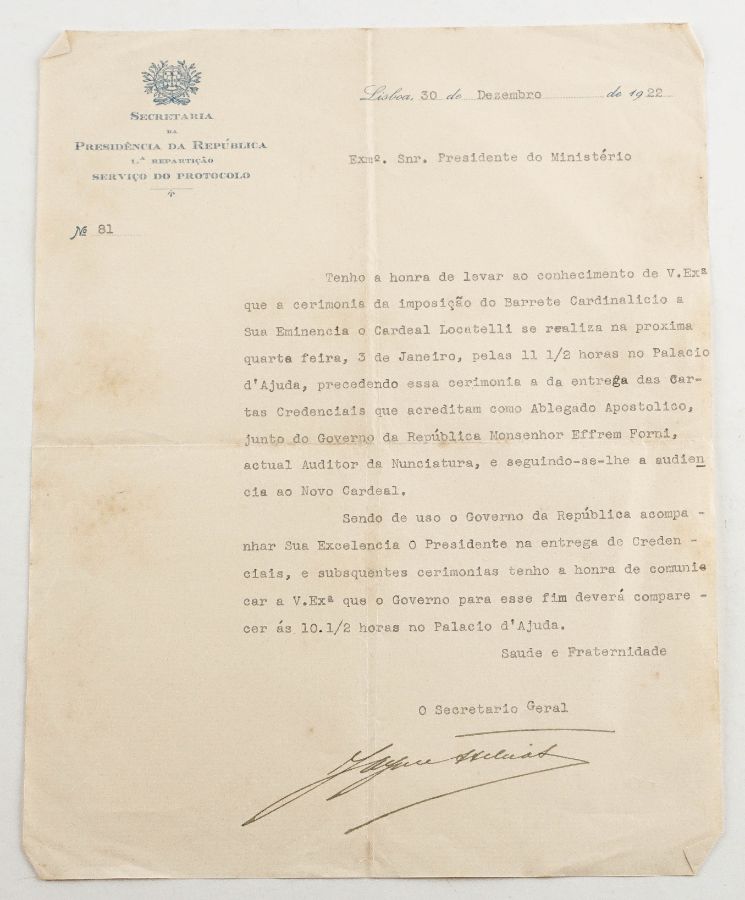 Secretaria
da
Presidência da República
1.ª Repartição
Serviço do Protocolo
Nº 81
Lisboa, 30 de Dezembro de 1922
Exmº. Snr. Presidente do Ministério
Tenho a honra de levar ao conhecimento de V.Exª
que a cerimonia da imposição do Barrete Cardinalicio a
Sua Eminencia o Cardeal Locatelli se realiza na proxima
quarta feira, 3 de Janeiro, pelas 11 1/2 horas no Palacio
d'Ajuda, precedendo essa cerimonia a da entrega das Car-
tas Credenciais que acreditam como Ablegado Apostolico,
junto do Governo da República Monsenhor Effrem Forni,
actual Auditor da Nunciatura, e seguindo-se-lhe a audien
cia ao Novo Cardeal.
Sendo de uso o Governo da República acompa -
nhar Sua Excelencia O Presidente na entrega de Creden -
ciais, e subsquentes cerimonias tenho a honra de comuni
car a V.Exª que o Governo para esse fim deverá compare -
cer ás 10.1/2 horas no Palacio d'Ajuda.
Saude e Fraternidade
O Secretario Geral